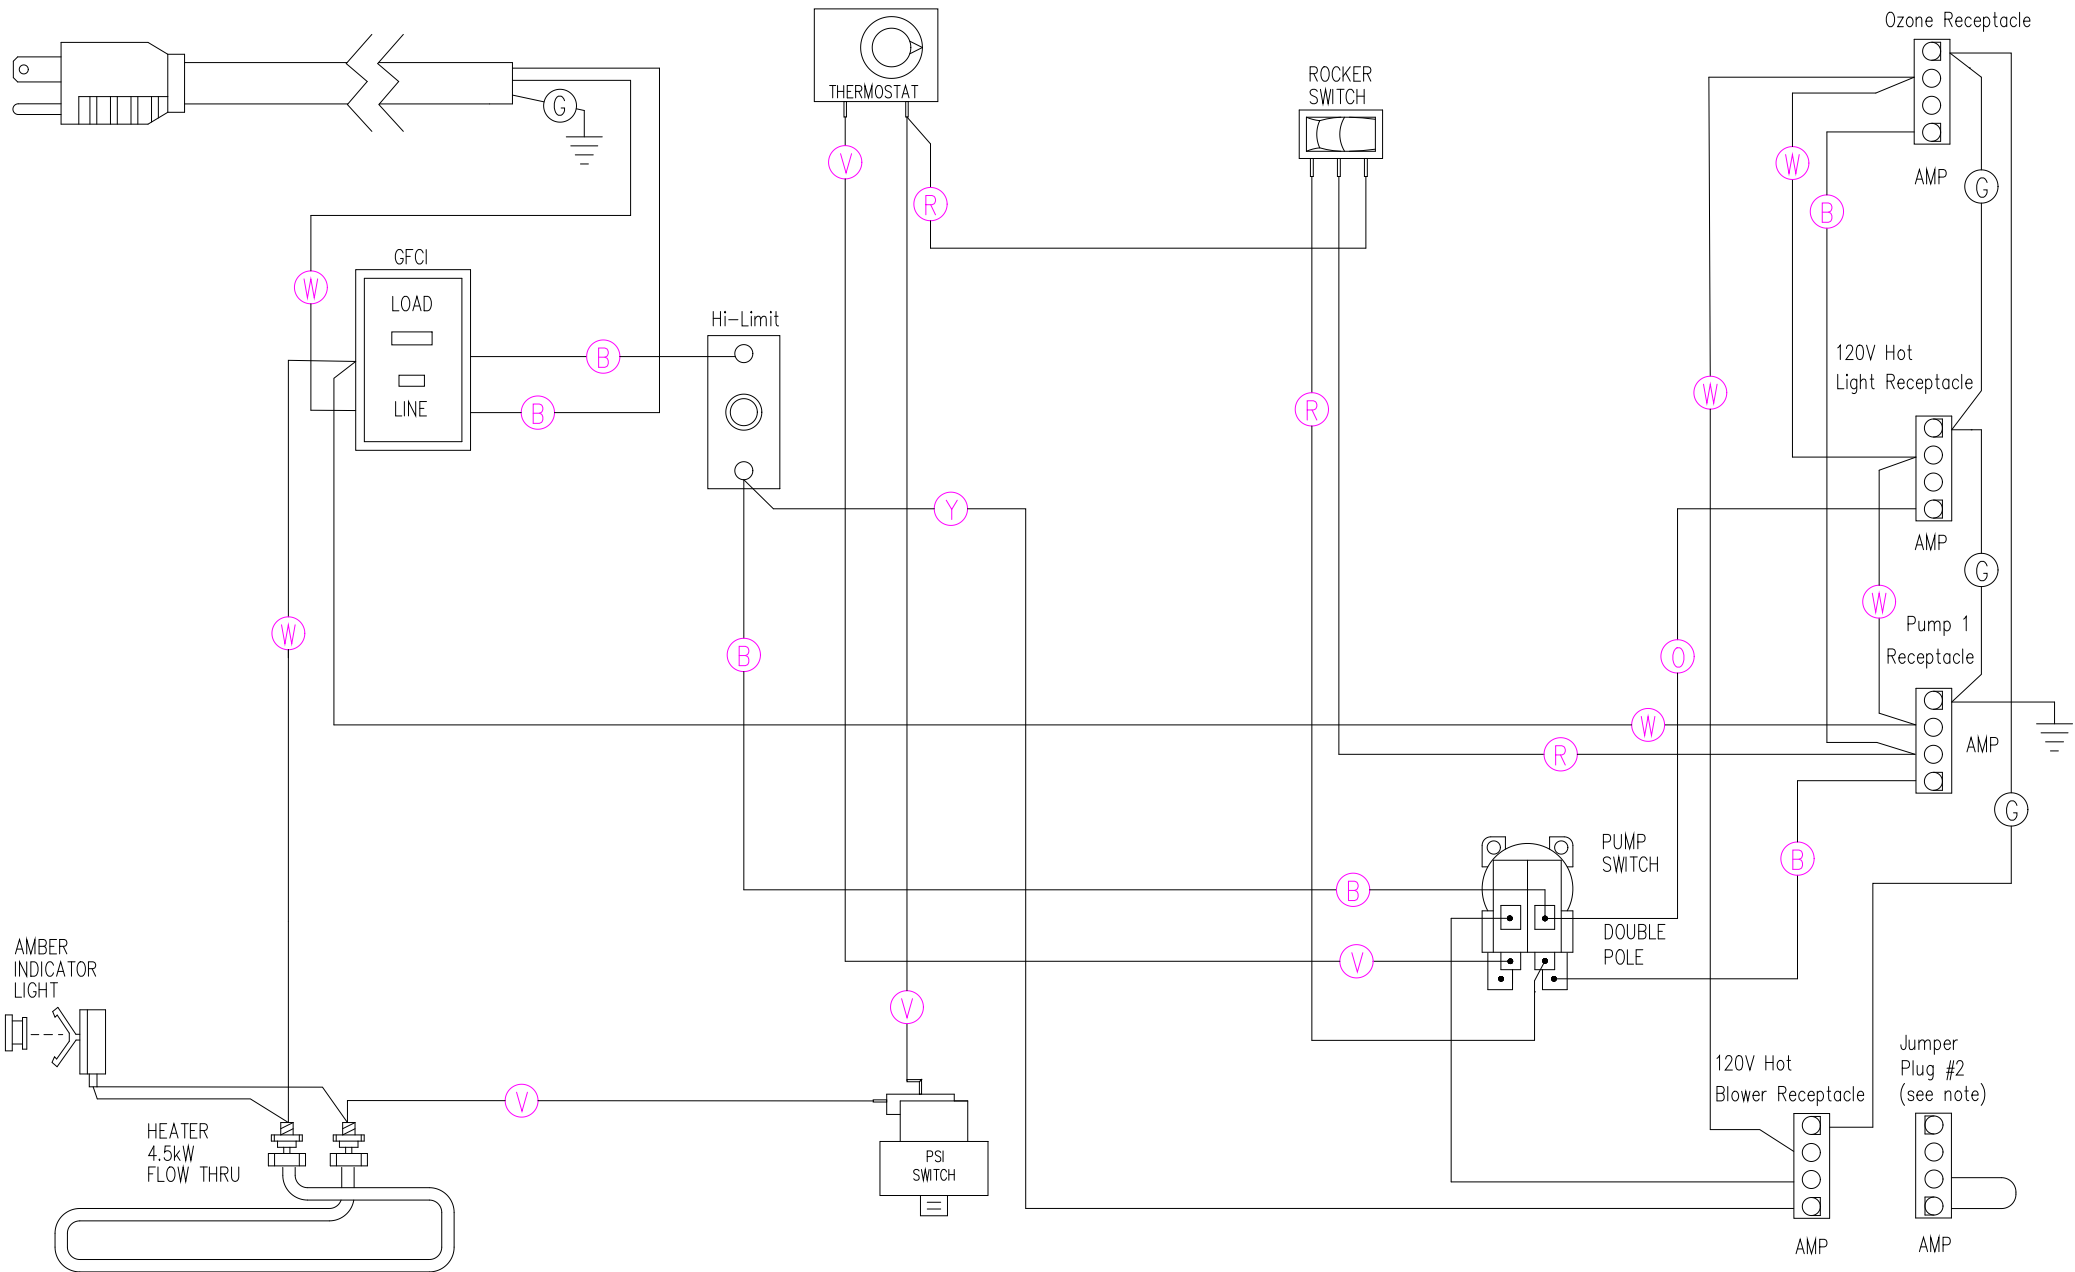 Ozone Receptacle
THERMOSTAT
ROCKER
SWITCH
G
V
W
AMP
G
R
B
GFCI
W
LOAD
Hi-Limit
B
120V Hot
Light Receptacle
W
LINE
B
R
Y
AMP
G
W
Pump 1
Receptacle
W
B
O
W
R
AMP
G
PUMP
SWITCH
B
B
DOUBLE
POLE
V
AMBER
INDICATOR
LIGHT
V
Jumper
Plug #2
(see note)
120V Hot
Blower Receptacle
V
HEATER
4.5kW
FLOW THRU
PSI
SWITCH
AMP
AMP